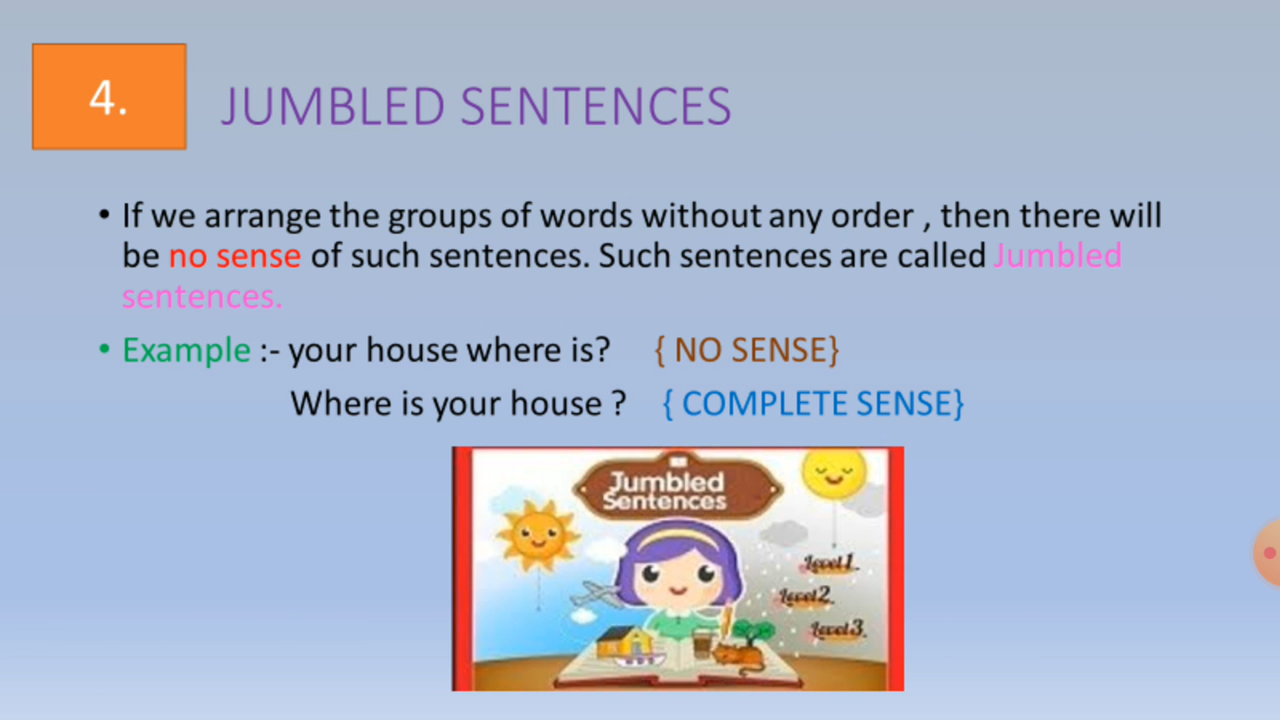 4.
JUMBLED SENTENCES
• If we arrange the groups of words without any order , then there will
be no sense of such sentences. Such sentences are called Jumbled
sentences.
• Example :- your house where is? { NO SENSE}
Where is your house ? { COMPLETE SENSE}
Jumbled
Sentences
Level 1
Level 2
Level 3